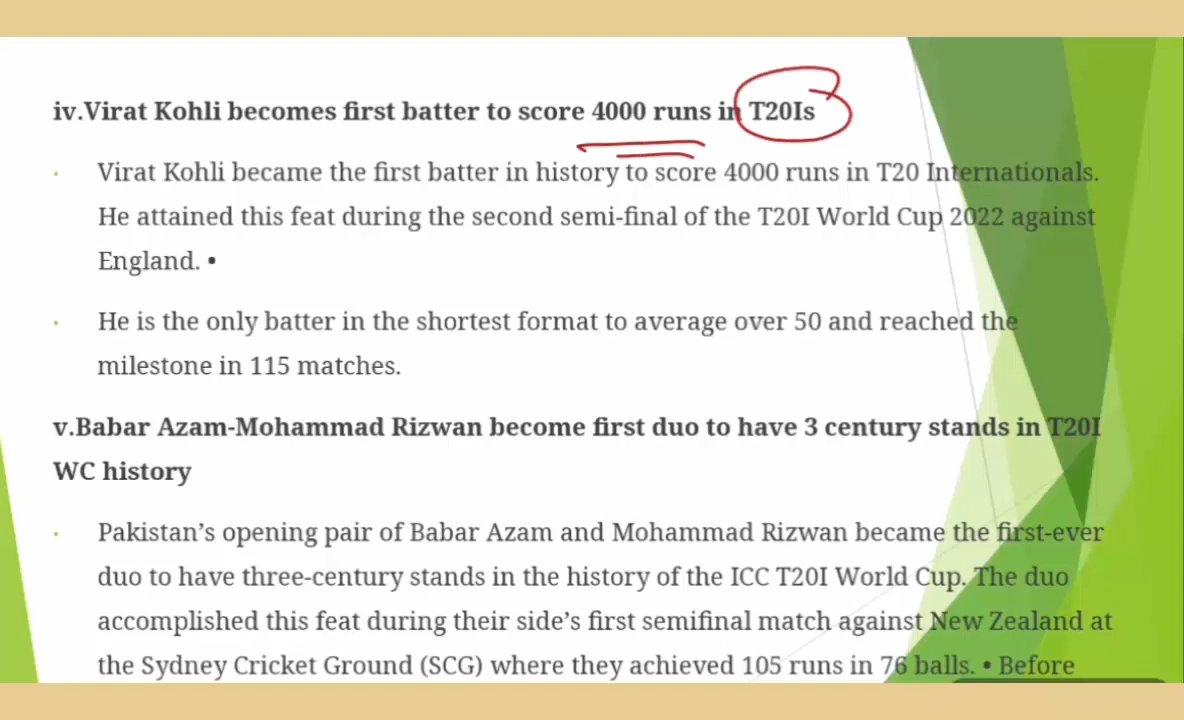 iv.Virat Kohli becomes first batter to score 4000 runs in T20Is
· Virat Kohli became the first batter in history to score 4000 runs in T20 Internationals.
He attained this feat during the second semi-final of the T20I World Cup 2022 against
England. •
· He is the only batter in the shortest format to average over 50 and reached the
milestone in 115 matches.
v.Babar Azam-Mohammad Rizwan become first duo to have 3 century stands in T20I
WC history
· Pakistan’s opening pair of Babar Azam and Mohammad Rizwan became the first-ever
duo to have three-century stands in the history of the ICC T20I World Cup. The duo
accomplished this feat during their side’s first semifinal match against New Zealand at
the Sydney Cricket Ground (SCG) where they achieved 105 runs in 76 balls. • Before